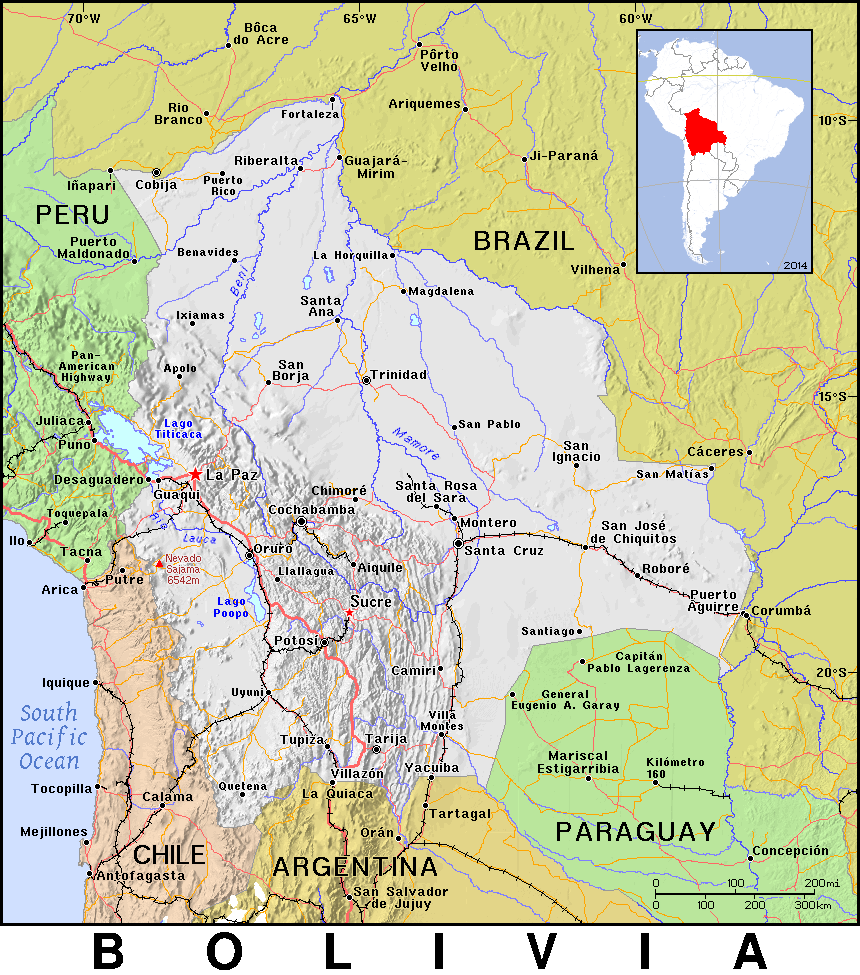 70°W
65°W
60°W
Bôca
do Acre
Pôrto
Velho
Rio
Branco
Fortaleza
Ariquemes
10°S
Riberalta
Guajará-
Mirim
Ji-Paraná
Iñapari
Cobija
Puerto
Rico
PERU
Puerto
Maldonado
Benavides
Beni
La Horquilla
BRAZIL
Vilhena
2014
Magdalena
Santa
Ana
Ixiamas
Pan-
American
Highway
Apolo
San
Borja
Trinidad
15°S
Juliaca
Puno
Lago
Titicaca
San Pablo
Mamore
San
Ignacio
Cáceres
San Matías
Desaguadero
La Paz
Guaqui
Chimoré
Santa Rosa
del Sara
Cochabamba
Montero
Toquepala
Ilo
Tacna
Lauca
Oruro
Santa Cruz
San José
de Chiquitos
Nevado
Sajama
6542m
Arica
Putre
Llallagua
Aiquile
Roboré
Lago
Poopo
Sucre
Puerto
Aguirre
Corumbá
Potosí
Santiago
Iquique
Camiri
Capitán
Pablo Lagerenza
20°S
Uyuni
General
Eugenio A. Garay
South
Pacific
Ocean
Villa
Montes
Tupiza
Tarija
Mariscal
Estigarribia
Kilómetro
160
Tocopilla
Calama
Quetena
Villazón
Yacuiba
La Quiaca
Tartagal
Mejillones
Orán
PARAGUAY
CHILE
ARGENTINA
Concepción
Antofagasta
San Salvador
de Jujuy
0 100 200mi
0 100 200 300km
B O L I V I A